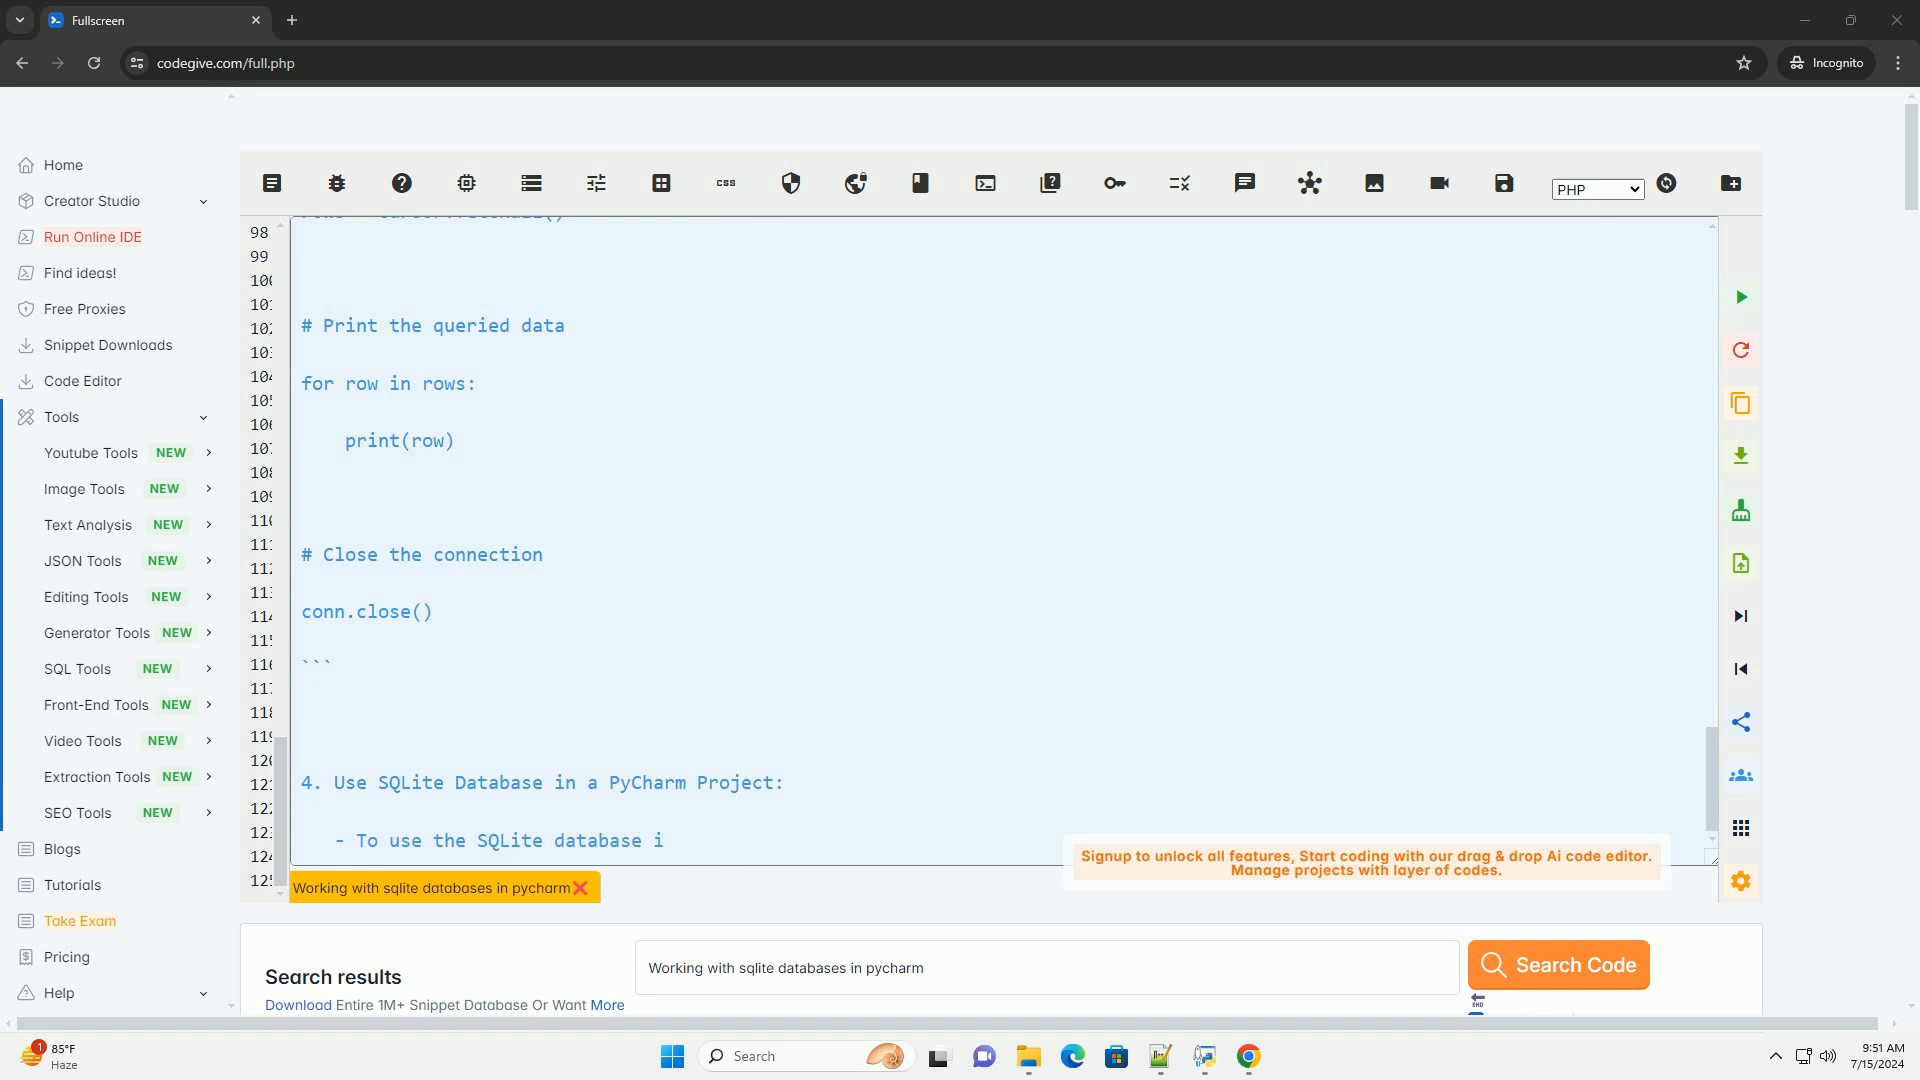 Fullscreen
codegive.com/full.php
Incognito
Home
Creator Studio
Run Online IDE
Find ideas!
Free Proxies
Snippet Downloads
Code Editor
Tools
Youtube Tools NEW
Image Tools NEW
Text Analysis NEW
JSON Tools NEW
Editing Tools NEW
Generator Tools NEW
SQL Tools NEW
Front-End Tools NEW
Video Tools NEW
Extraction Tools NEW
SEO Tools NEW
Blogs
Tutorials
Take Exam
Pricing
Help
css
PHP
98
99
# Print the queried data
for row in rows:
print(row)
# Close the connection
conn.close()
```
4. Use SQLite Database in a PyCharm Project:
- To use the SQLite database i
Signup to unlock all features, Start coding with our drag & drop Ai code editor.
Manage projects with layer of codes.
Working with sqlite databases in pycharm
Search results
Download Entire 1M+ Snippet Database Or Want More
Working with sqlite databases in pycharm
Search Code
END
1
85°F
Haze
Search
9:51 AM
7/15/2024